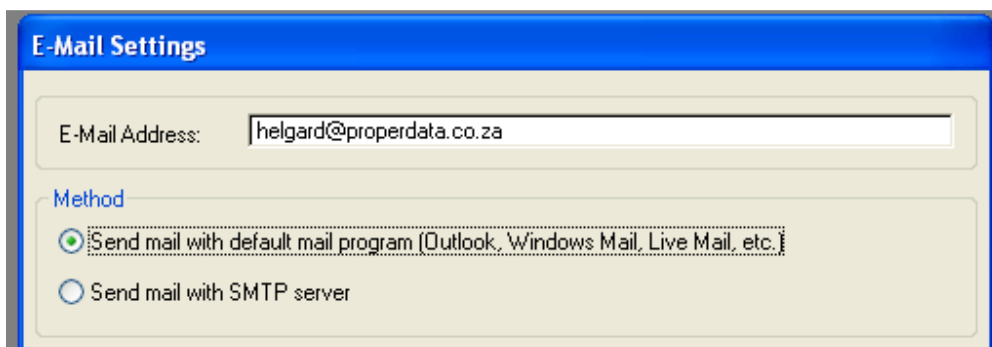 E-Mail Settings
E-Mail Address: helgard@properdata.co.za
Method
Send mail with default mail program (Outlook, Windows Mail, Live Mail, etc.)
Send mail with SMTP server